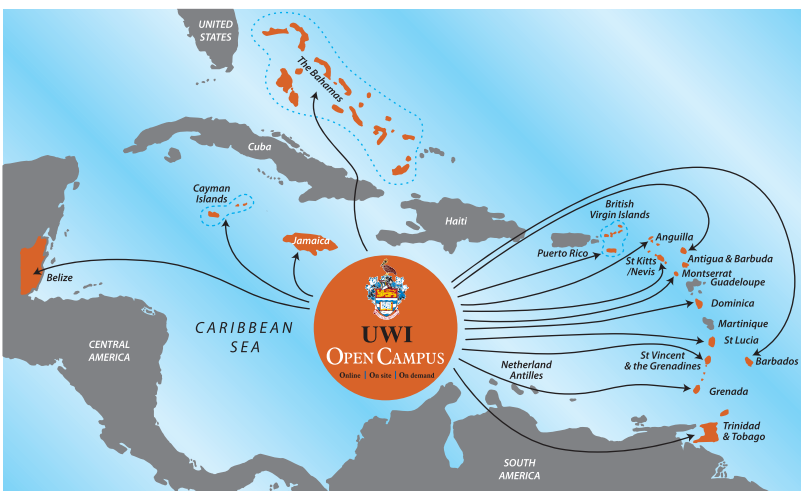 UNITED
STATES
The Bahamas
Cuba
Cayman
Islands
Jamaica
Haiti
British
Virgin Islands
Puerto Rico
Anguilla
St Kitts
/Nevis
Antigua & Barbuda
Montserrat
Guadeloupe
Belize
Dominica
Martinique
CARIBBEAN
SEA
UWI
OPEN CAMPUS
Online | On site | On demand
CENTRAL
AMERICA
St Lucia
St Vincent
& the Grenadines
Barbados
Netherland
Antilles
Grenada
Trinidad
& Tobago
SOUTH
AMERICA